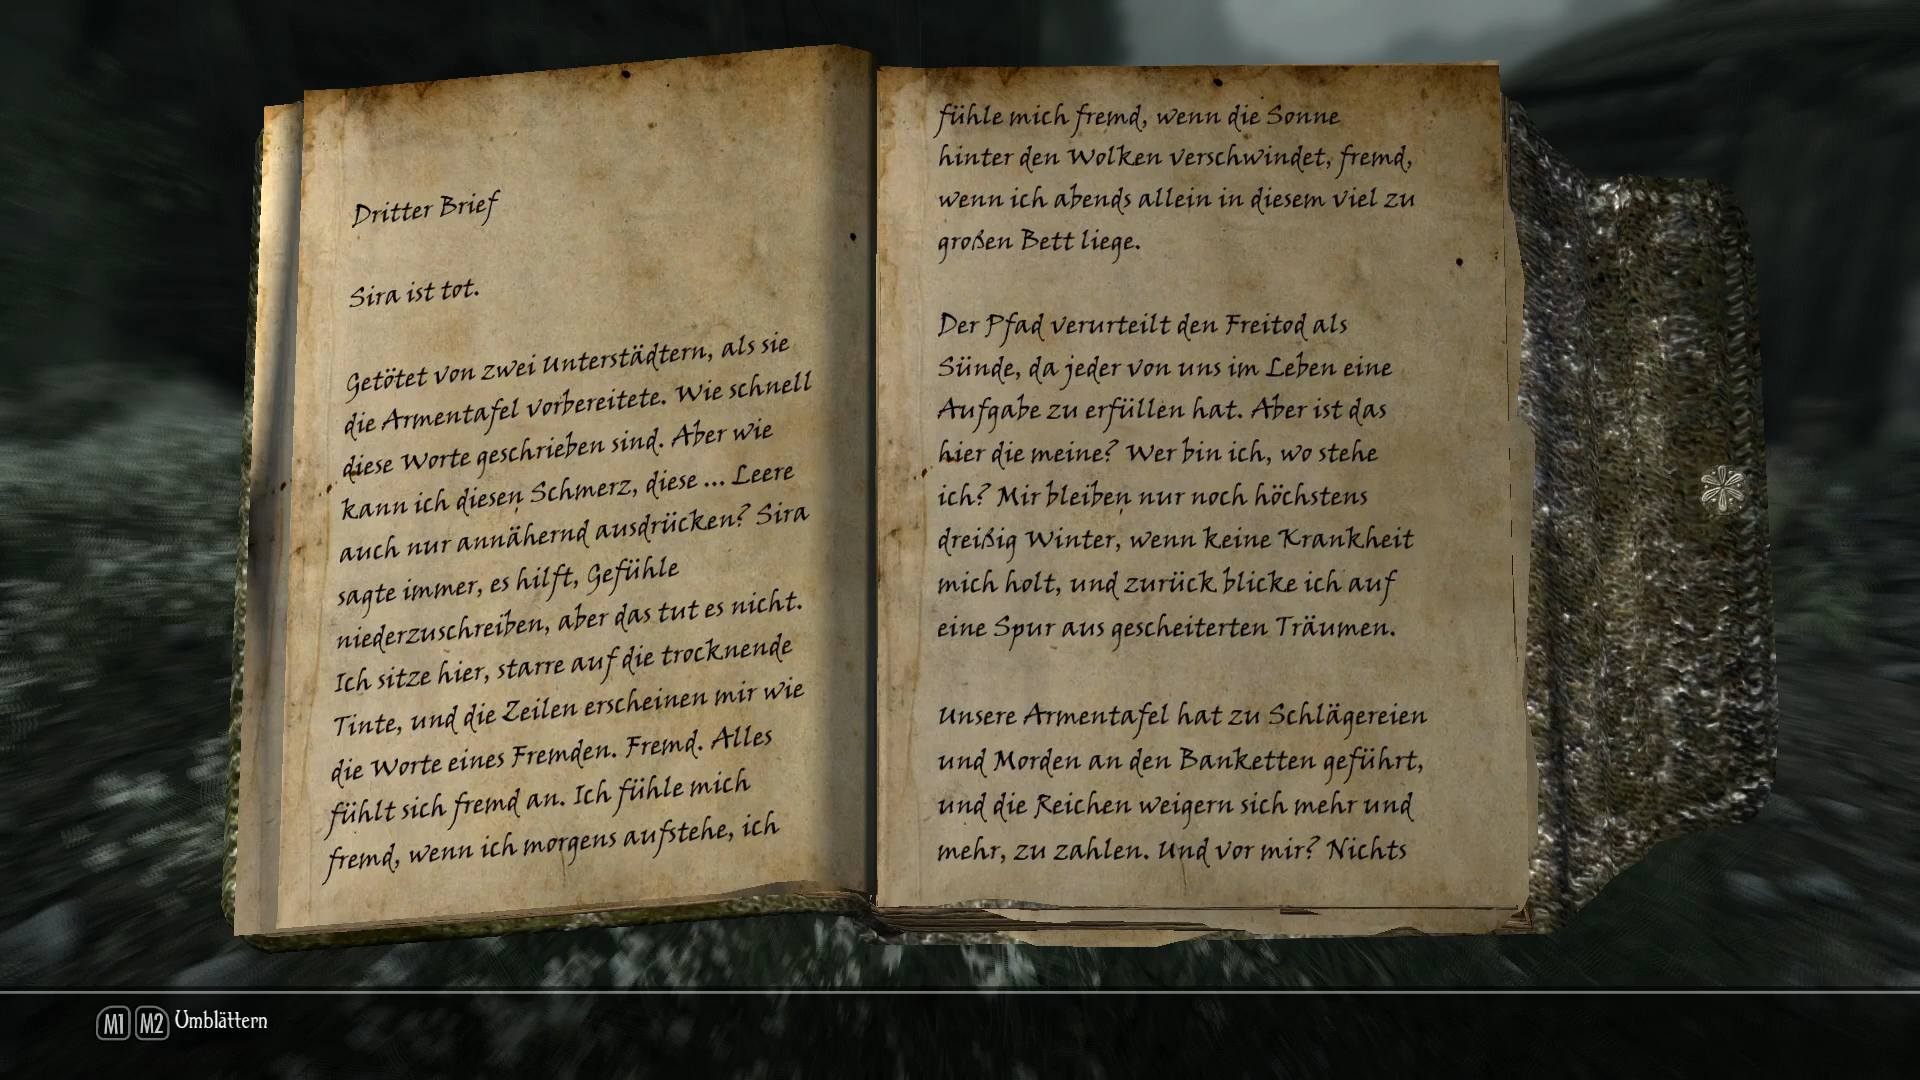 Dritter Brief
Sira ist tot.
Getötet von zwei Unterstädtern, als sie
die Armentafel vorbereitete. Wie schnell
diese Worte geschrieben sind. Aber wie
kann ich diesen Schmerz, diese ... Leere
auch nur annähernd ausdrücken? Sira
sagte immer, es hilft, Gefühle
niederzuschreiben, aber das tut es nicht.
Ich sitze hier, starre auf die trocknende
Tinte, und die Zeilen erscheinen mir wie
die Worte eines Fremden. Fremd. Alles
fühlt sich fremd an. Ich fühle mich
fremd, wenn ich morgens aufstehe, ich
fühle mich fremd, wenn die Sonne
hinter den Wolken verschwindet, fremd,
wenn ich abends allein in diesem viel zu
großen Bett liege.
Der Pfad verurteilt den Freitod als
Sünde, da jeder von uns im Leben eine
Aufgabe zu erfüllen hat. Aber ist das
hier die meine? Wer bin ich, wo stehe
ich? Mir bleiben nur noch höchstens
dreißig Winter, wenn keine Krankheit
mich holt, und zurück blicke ich auf
eine Spur aus gescheiterten Träumen.
Unsere Armentafel hat zu Schlägereien
und Morden an den Banketten geführt,
und die Reichen weigern sich mehr und
mehr, zu zahlen. Und vor mir? Nichts
M1 M2 Umblättern